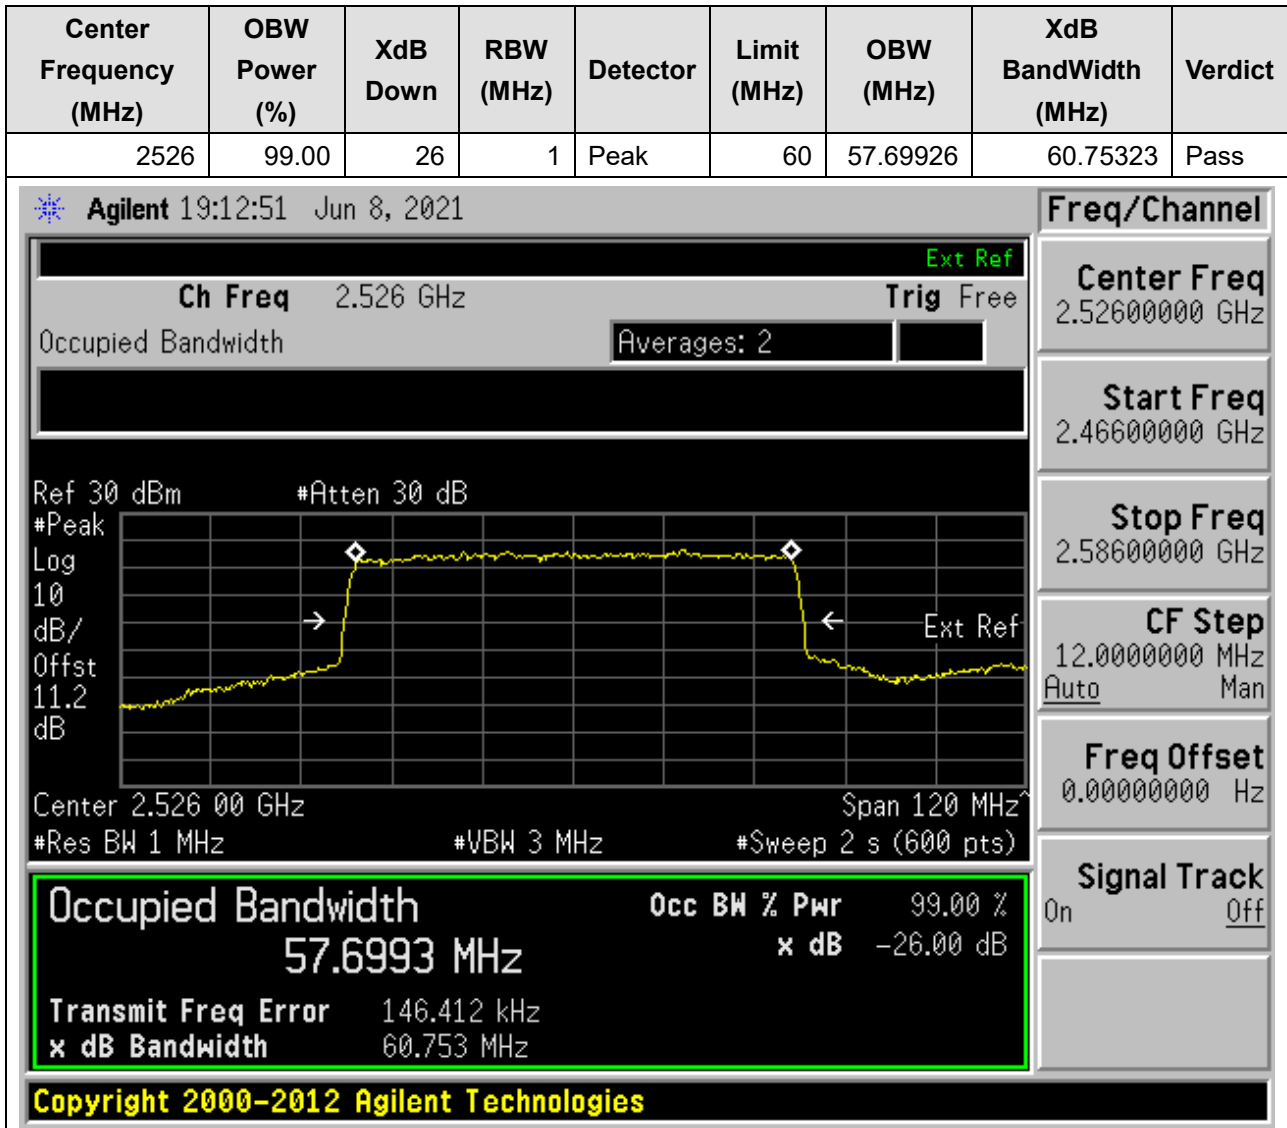 Center Frequency (MHz) OBW Power (%) XdB Down RBW (MHz) Detector Limit (MHz) OBW (MHz) XdB BandWidth (MHz) Verdict
2526 99.00 26 1 Peak 60 57.69926 60.75323 Pass
Agilent 19:12:51 Jun 8, 2021
Freq/Channel
Ext Ref
Ch Freq 2.526 GHz Trig Free
Occupied Bandwidth Averages: 2
Ref 30 dBm #Atten 30 dB
#Peak
Log
10
dB/
Offst
11.2
dB
Ext Ref
Center 2.526 00 GHz Span 120 MHz^
#Res BW 1 MHz #VBW 3 MHz #Sweep 2 s (600 pts)
Occupied Bandwidth Occ BW % Pwr 99.00 %
57.6993 MHz x dB -26.00 dB
Transmit Freq Error 146.412 kHz
x dB Bandwidth 60.753 MHz
Center Freq
2.52600000 GHz
Start Freq
2.46600000 GHz
Stop Freq
2.58600000 GHz
CF Step
12.0000000 MHz
Auto Man
Freq Offset
0.00000000 Hz
Signal Track
On Off
Copyright 2000-2012 Agilent Technologies